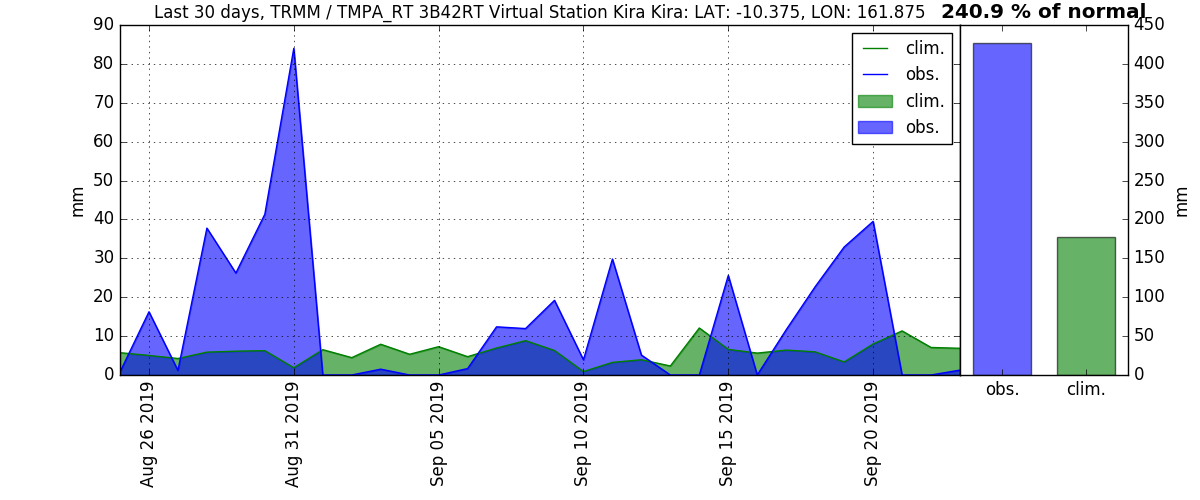 Last 30 days, TRMM / TMPA_RT 3B42RT Virtual Station Kira Kira: LAT: -10.375, LON: 161.875 240.9 % of normal
90
80
70
60
50
40
30
20
10
0
mm
clim.
obs.
clim.
obs.
Aug 26 2019
Aug 31 2019
Sep 05 2019
Sep 10 2019
Sep 15 2019
Sep 20 2019
450
400
350
300
250
200
150
100
50
0
mm
obs. clim.